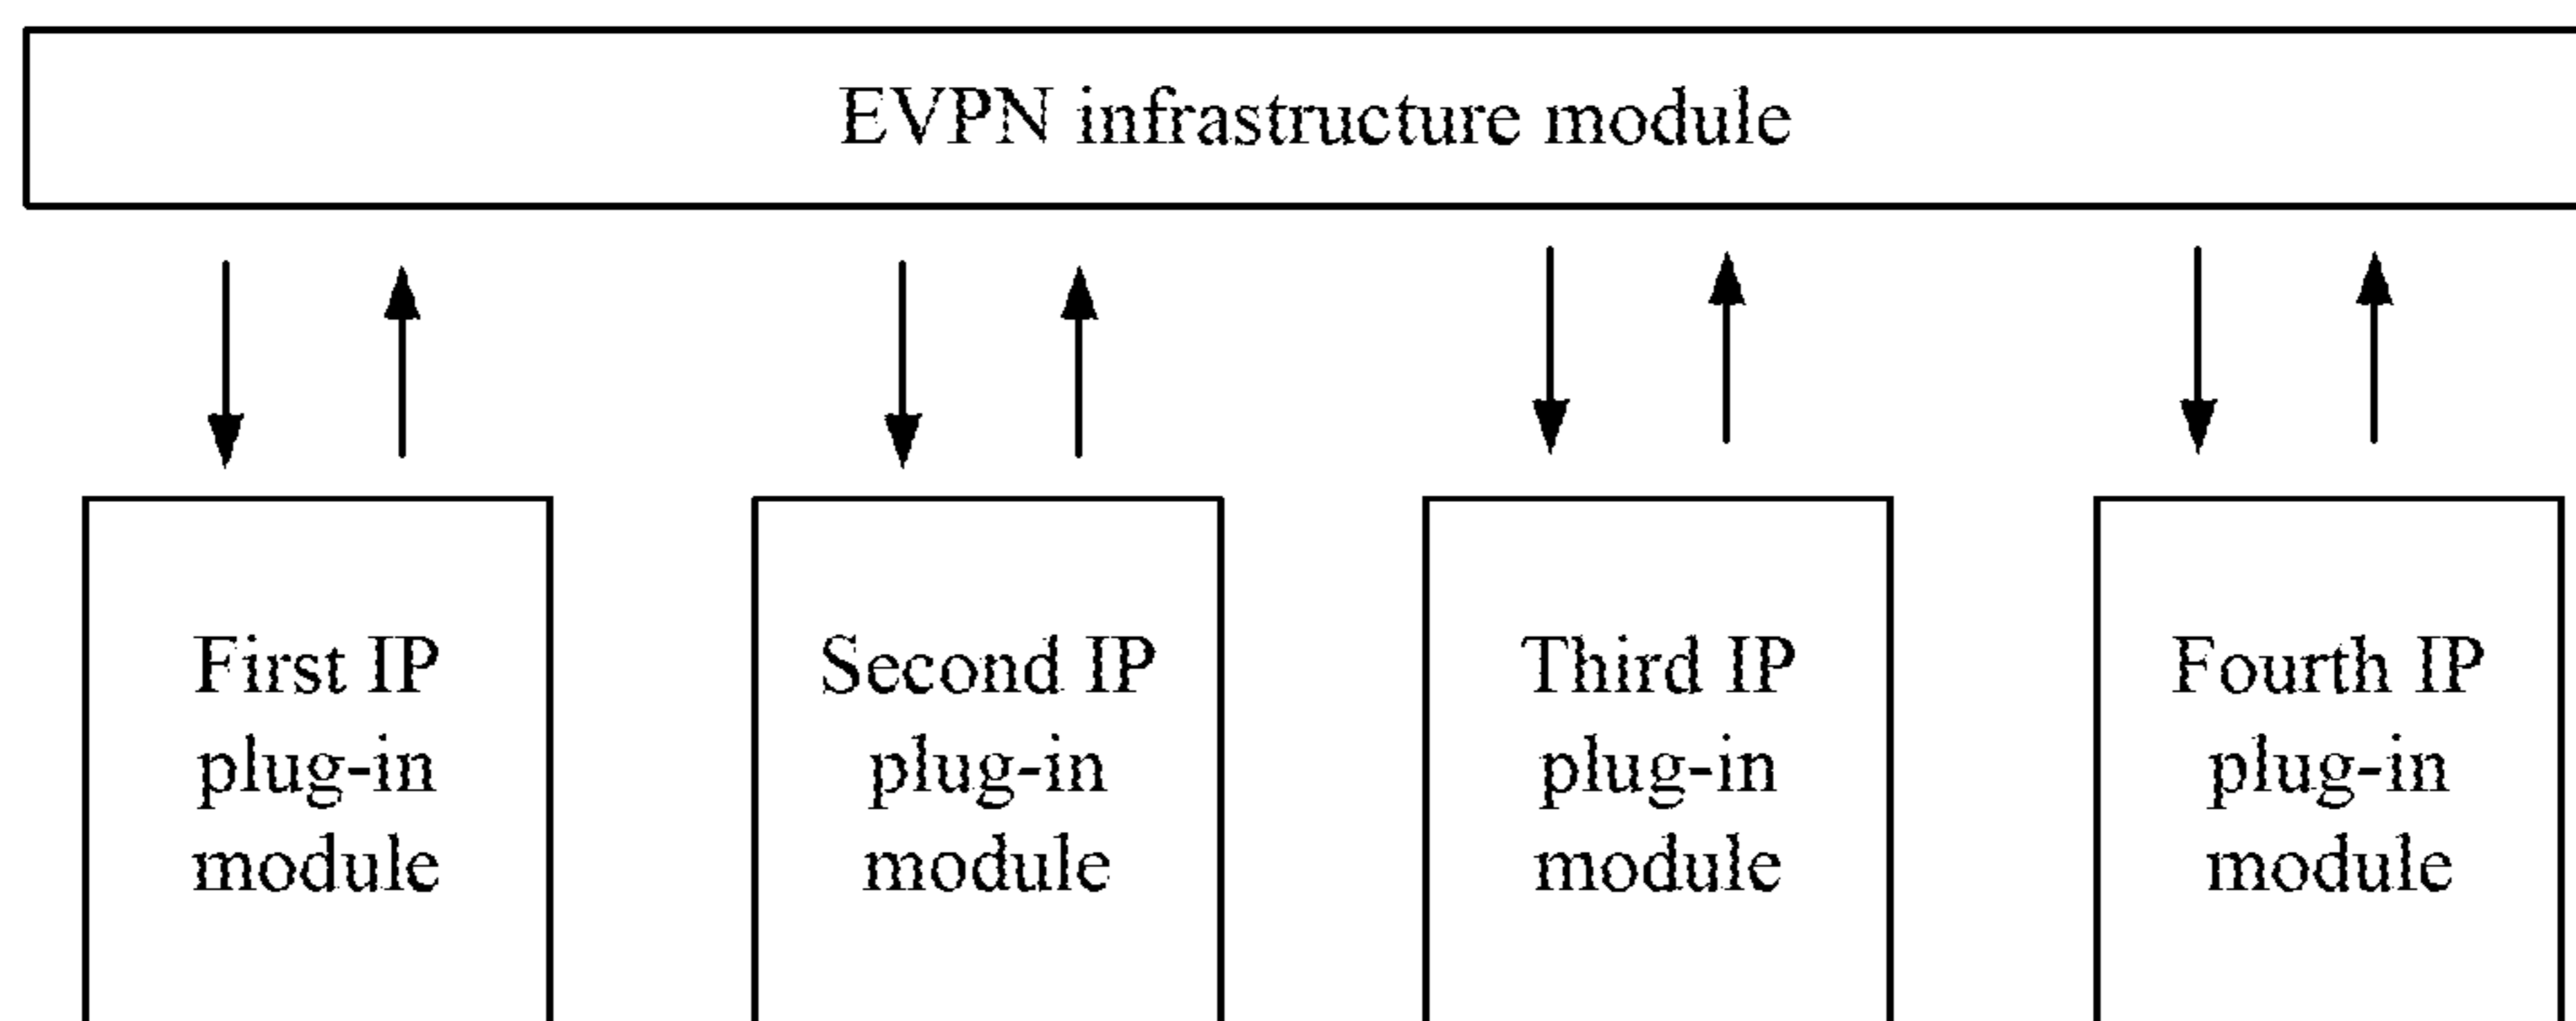 EVPN infrastructure module
First IP
plug-in
module
Second IP
plug-in
module
Third IP
plug-in
module
Fourth IP
plug-in
module